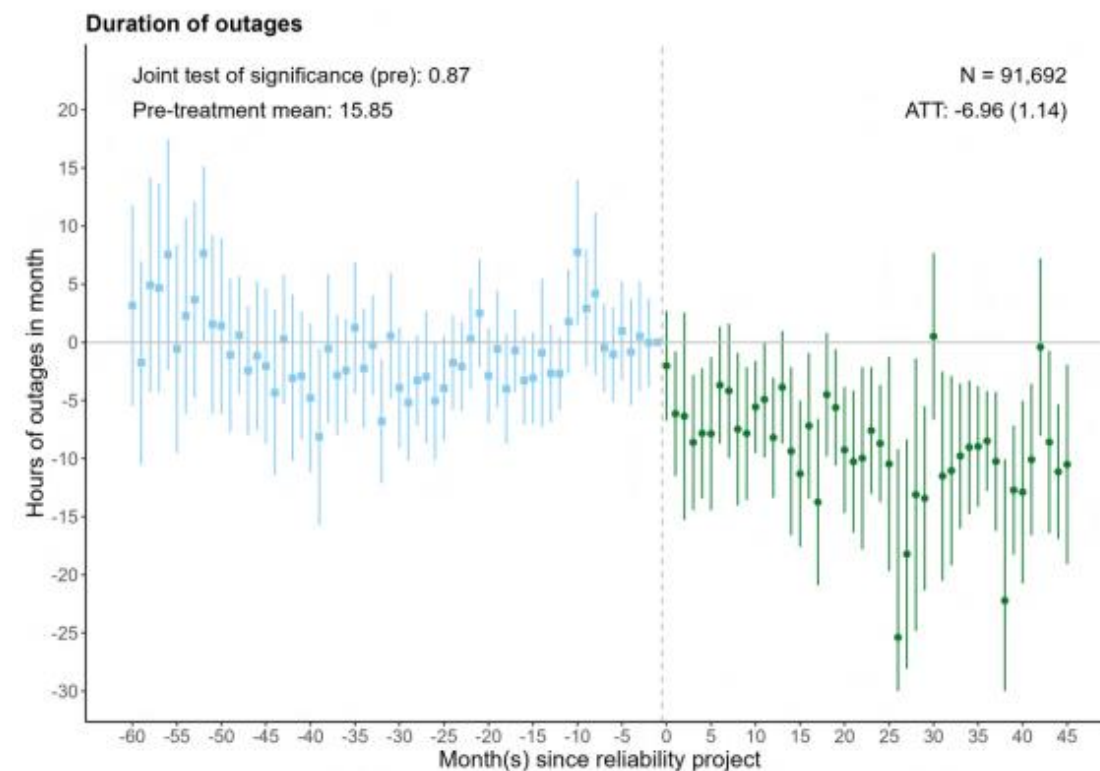 Duration of outages
Joint test of significance (pre): 0.87
Pre-treatment mean: 15.85
N = 91,692
ATT: -6.96 (1.14)
Hours of outages in month
20
15
10
5
0
-5
-10
-15
-20
-25
-30
-60 -55 -50 -45 -40 -35 -30 -25 -20 -15 -10 -5 0 5 10 15 20 25 30 35 40 45
Month(s) since reliability project